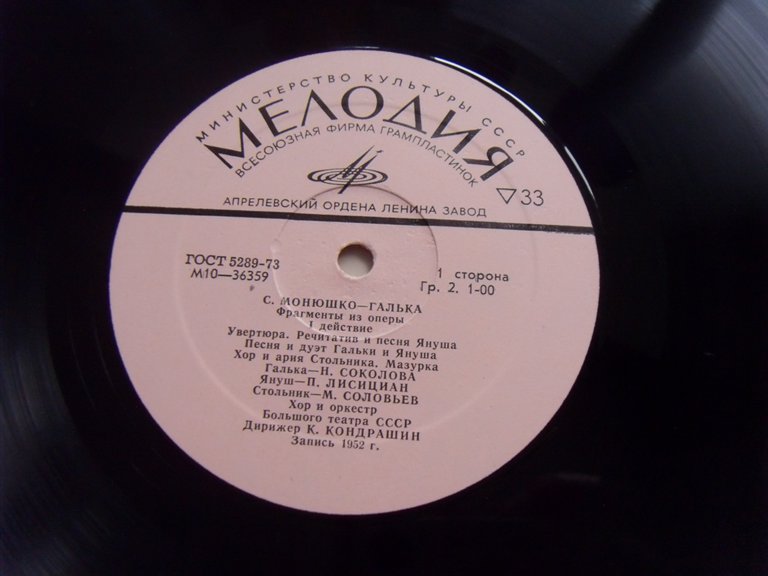 МИНИСТЕРСТВО КУЛЬТУРЫ СССР
МЕЛОДИЯ
ВСЕСОЮЗНАЯ ФИРМА ГРАМПЛАСТИНОК
▽33
АПРЕЛЕВСКИЙ ОРДЕНА ЛЕНИНА ЗАВОД
ГОСТ 5289-73
М10—36359
1 сторона
Гр. 2. 1-00
С. МОНЮШКО—ГАЛЬКА
Фрагменты из оперы
I действие
Увертюра. Речитатив и песня Януша
Песня и дуэт Гальки и Януша
Хор и ария Стольника. Мазурка
Галька—Н. СОКОЛОВА
Януш—П. ЛИСИЦИАН
Стольник—М. СОЛОВЬЕВ
Хор и оркестр
Большого театра СССР
Дирижер К. КОНДРАШИН
Запись 1952 г.